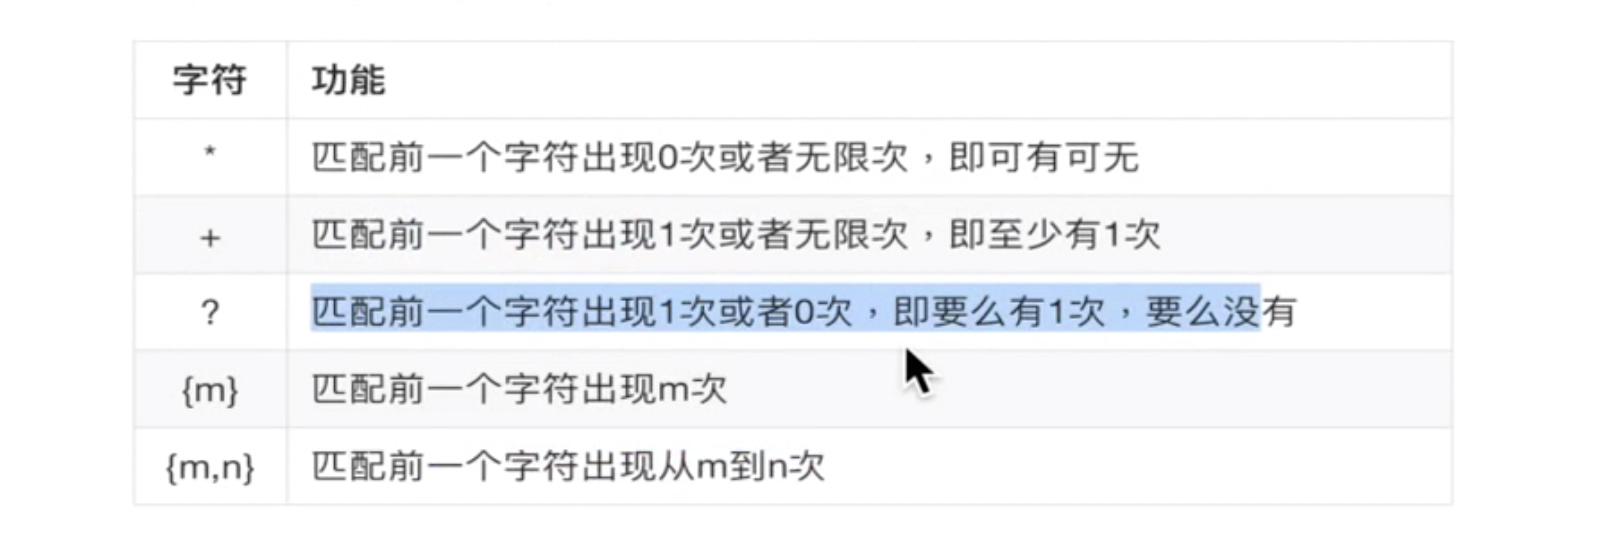 字符 功能
* 匹配前一个字符出现0次或者无限次，即可有可无
+ 匹配前一个字符出现1次或者无限次，即至少有1次
? 匹配前一个字符出现1次或者0次，即要么有1次，要么没有
{m} 匹配前一个字符出现m次
{m,n} 匹配前一个字符出现从m到n次